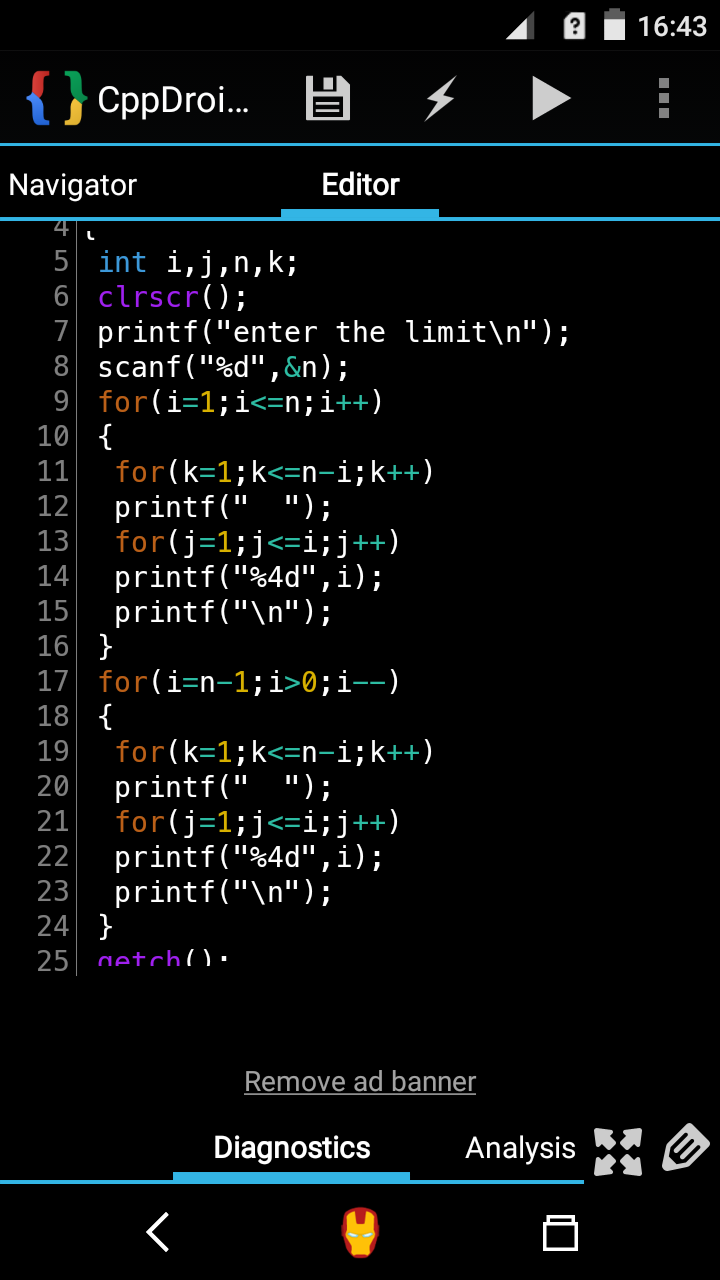 16:43
CppDroi...
Navigator Editor
4 {
5 int i,j,n,k;
6 clrscr();
7 printf("enter the limit\n");
8 scanf("%d",&n);
9 for(i=1;i<=n;i++)
10 {
11 for(k=1;k<=n-i;k++)
12 printf("  ");
13 for(j=1;j<=i;j++)
14 printf("%4d",i);
15 printf("\n");
16 }
17 for(i=n-1;i>0;i--)
18 {
19 for(k=1;k<=n-i;k++)
20 printf("  ");
21 for(j=1;j<=i;j++)
22 printf("%4d",i);
23 printf("\n");
24 }
25 getch();
Remove ad banner
Diagnostics Analysis